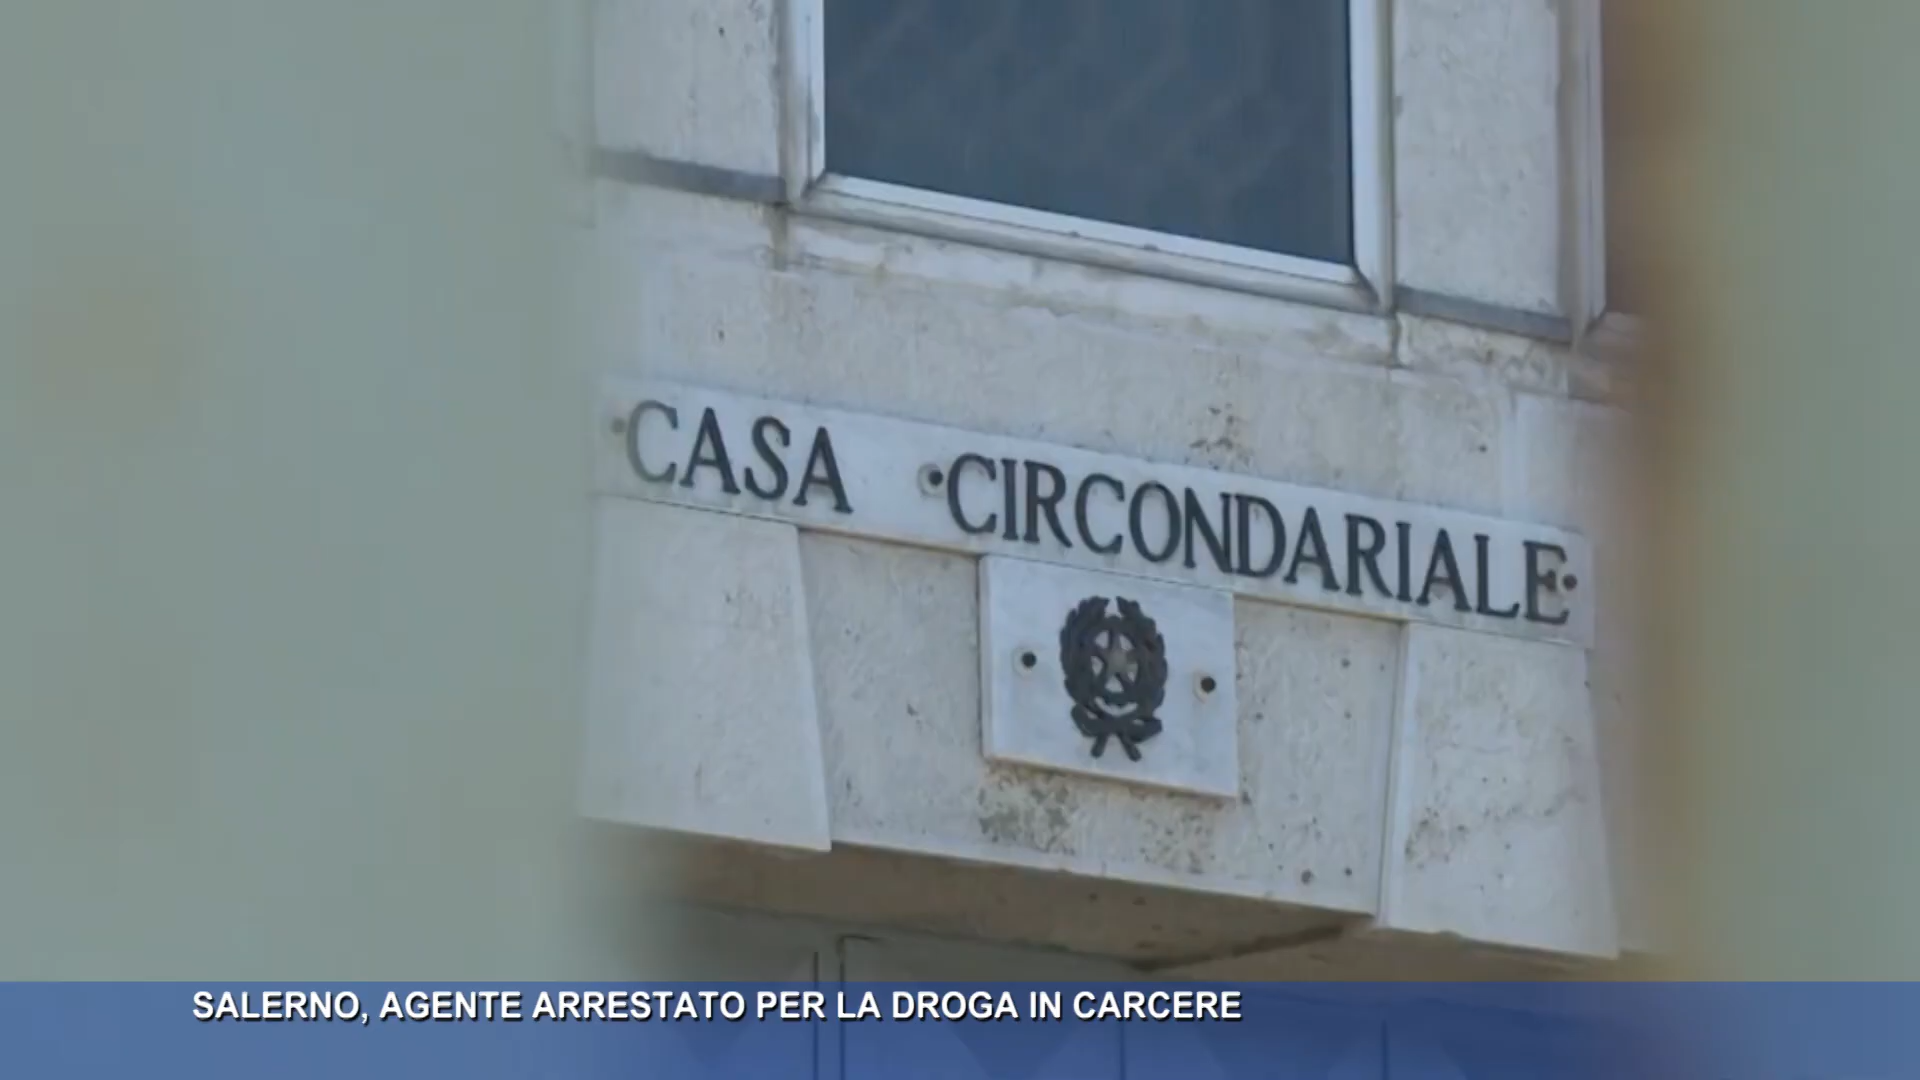 CASA CIRCONDARIALE
SALERNO, AGENTE ARRESTATO PER LA DROGA IN CARCERE